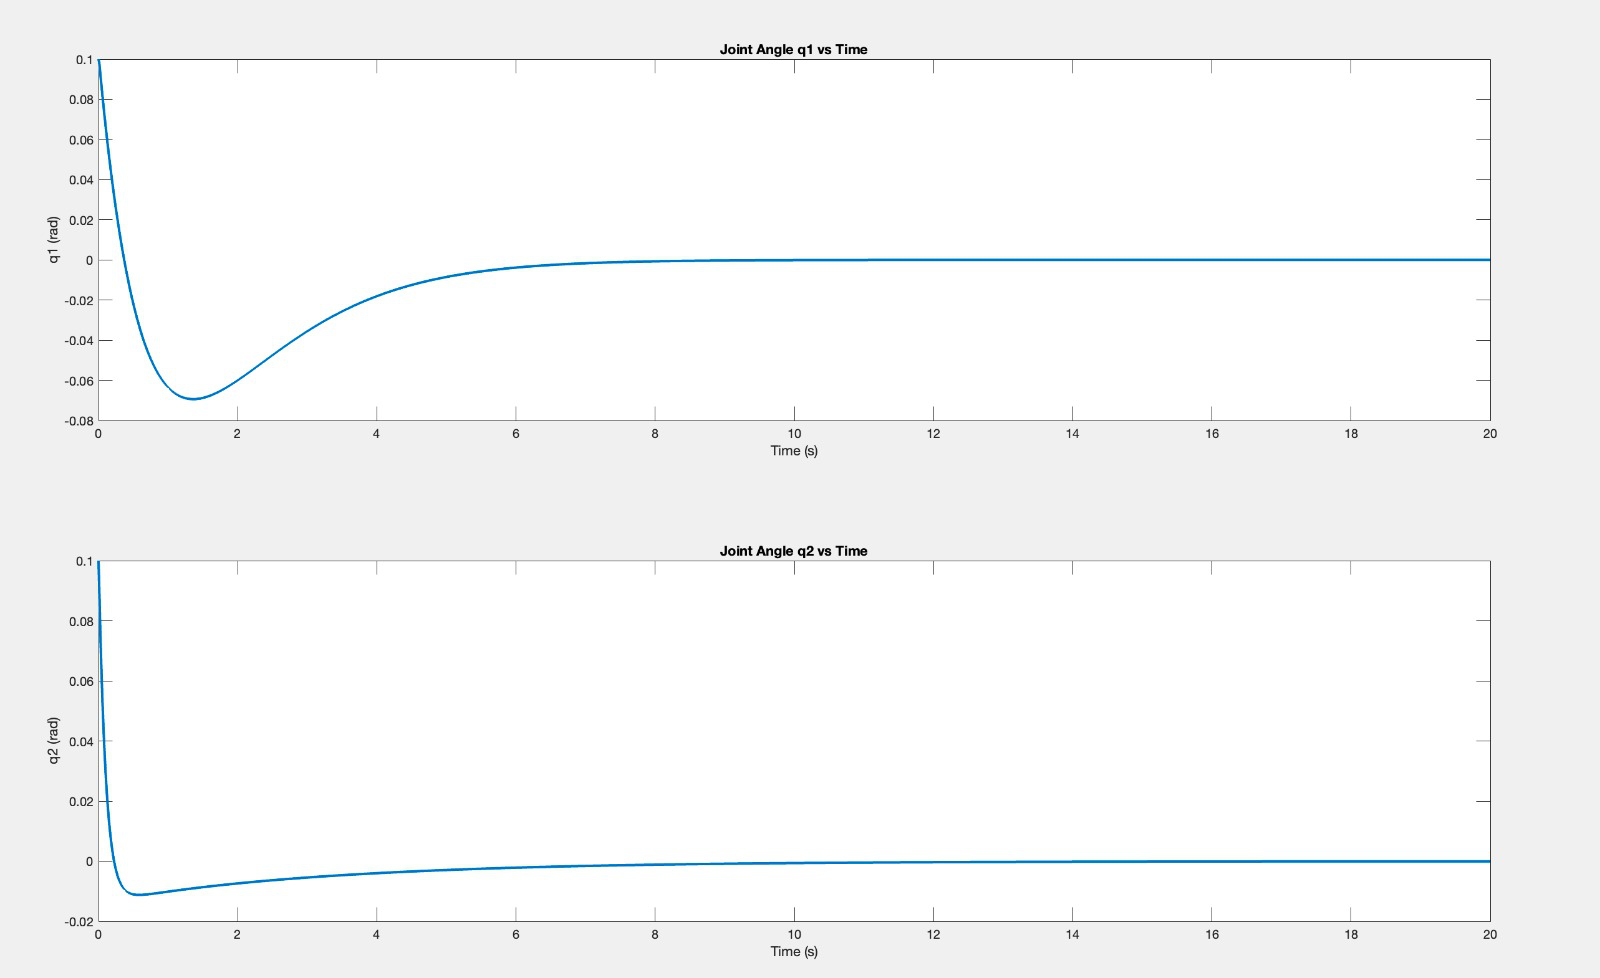 Joint Angle q1 vs Time
0.1
0.08
0.06
0.04
0.02
0
-0.02
-0.04
-0.06
-0.08
q1 (rad)
0 2 4 6 8 10 12 14 16 18 20
Time (s)
Joint Angle q2 vs Time
0.1
0.08
0.06
0.04
0.02
0
-0.02
q2 (rad)
0 2 4 6 8 10 12 14 16 18 20
Time (s)